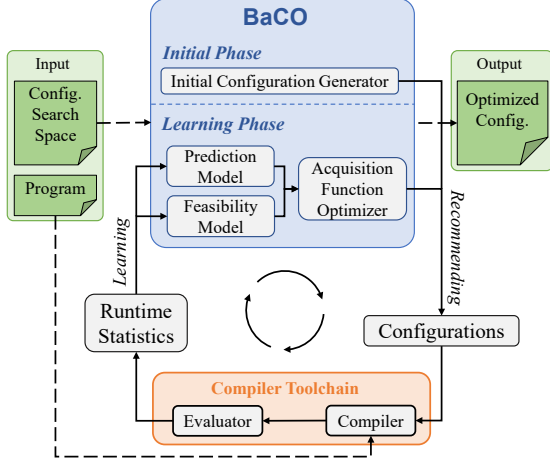 BaCO
Input
Config.
Search
Space
Program
Initial Phase
Initial Configuration Generator
Learning Phase
Prediction
Model
Feasibility
Model
Acquisition
Function
Optimizer
Output
Optimized
Config.
Learning
Recommending
Runtime
Statistics
Configurations
Compiler Toolchain
Evaluator
Compiler